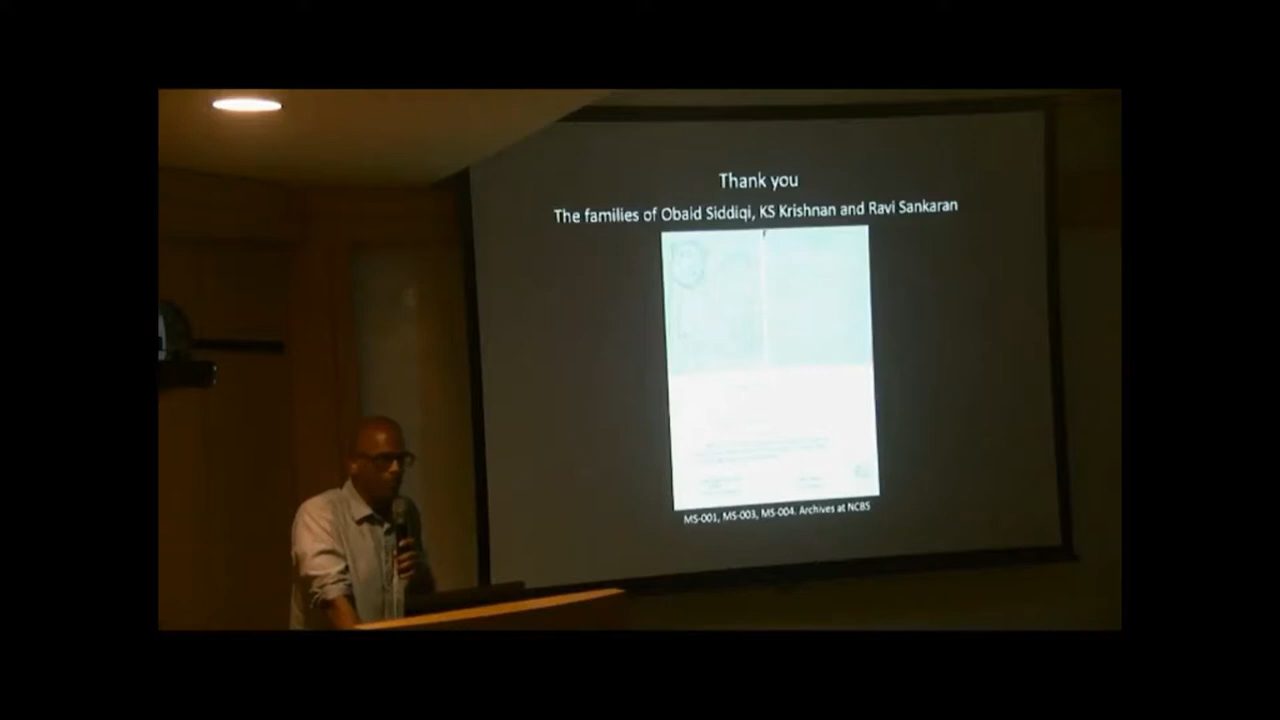 Thank you
The families of Obaid Siddiqi, KS Krishnan and Ravi Sankaran
MS-001, MS-003, MS-004. Archives at NCBS